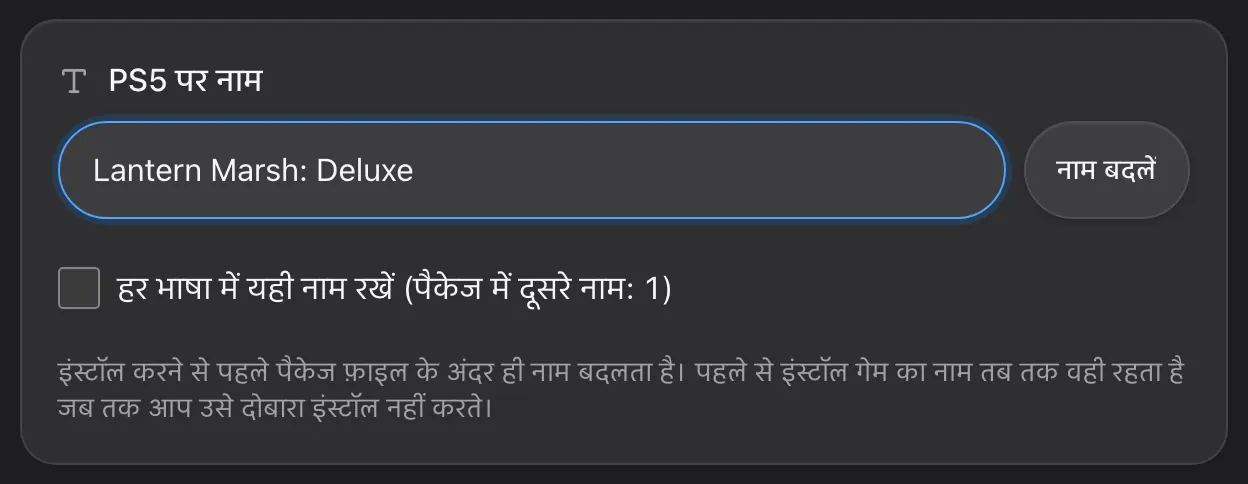 PS5 पर नाम
Lantern Marsh: Deluxe
नाम बदलें
हर भाषा में यही नाम रखें (पैकेज में दूसरे नाम: 1)
इंस्टॉल करने से पहले पैकेज फ़ाइल के अंदर ही नाम बदलता है। पहले से इंस्टॉल गेम का नाम तब तक वही रहता है
जब तक आप उसे दोबारा इंस्टॉल नहीं करते।